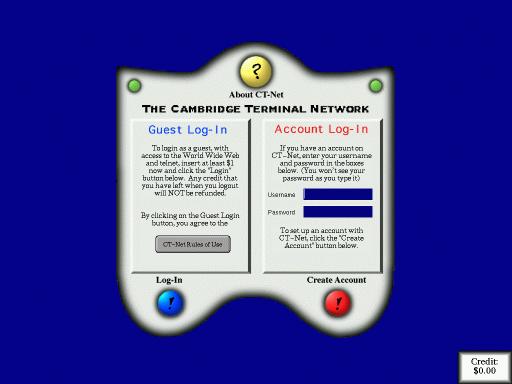 ?
About CT-Net
The Cambridge Terminal Network
Guest Log-In
To login as a guest, with
access to the World Wide Web
and telnet, insert at least $1
now and click the "Login"
button below. Any credit that
you have left when you logout
will NOT be refunded.
By clicking on the Guest Login
button, you agree to the
CT-Net Rules of Use
Log-In
!
Account Log-In
If you have an account on
CT-Net, enter your username
and password in the boxes
below. (You won't see your
password as you type it)
Username
Password
To set up an account with
CT-Net, click the "Create
Account" button below.
Create Account
!
Credit:
$0.00